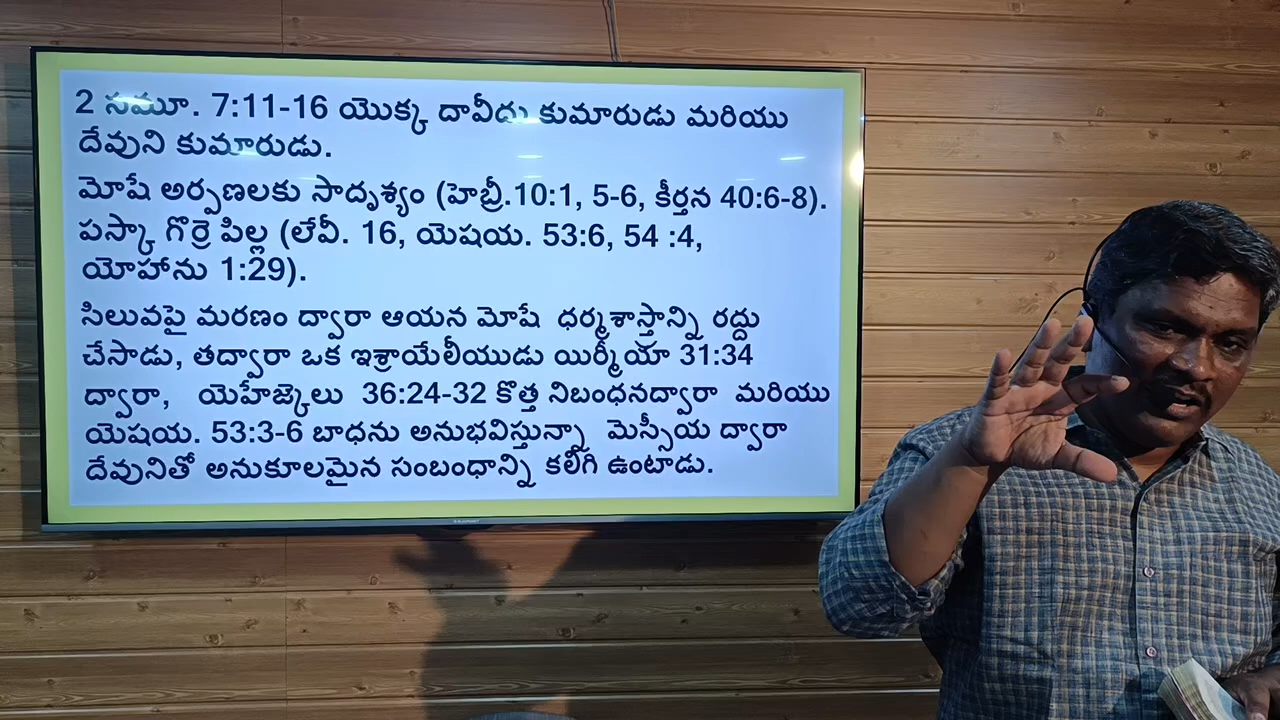 2 సమూ. 7:11-16 యొక్క దావీదు కుమారుడు మరియు
దేవుని కుమారుడు.
మోషే అర్పణలకు సాదృశ్యం (హెబ్రీ.10:1, 5-6, కీర్తన 40:6-8).
పస్కా గొర్రె పిల్ల (లేవీ. 16, యెషయ. 53:6, 54 :4,
యోహాను 1:29).
సిలువపై మరణం ద్వారా ఆయన మోషే ధర్మశాస్త్రాన్ని రద్దు
చేసాడు, తద్వారా ఒక ఇశ్రాయేలీయుడు యిర్మీయా 31:34
ద్వారా, యెహేజ్కెలు 36:24-32 కొత్త నిబంధనద్వారా మరియు
యెషయ. 53:3-6 బాధను అనుభవిస్తున్నా మెస్సీయ ద్వారా
దేవునితో అనుకూలమైన సంబంధాన్ని కలిగి ఉంటాడు.